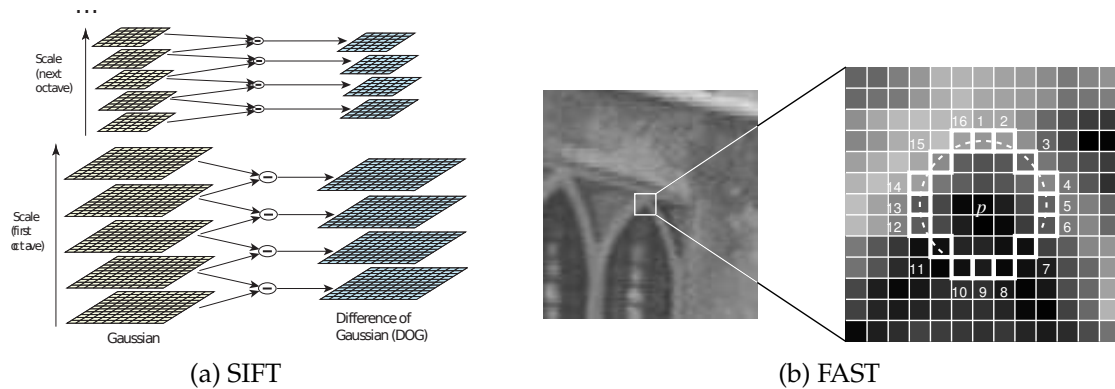 ...
Scale
(next
octave)
Scale
(first
octave)
Gaussian
Difference of
Gaussian (DOG)
(a) SIFT
16 1 2
15 3
14 4
13 p 5
12 6
11 7
10 9 8
(b) FAST